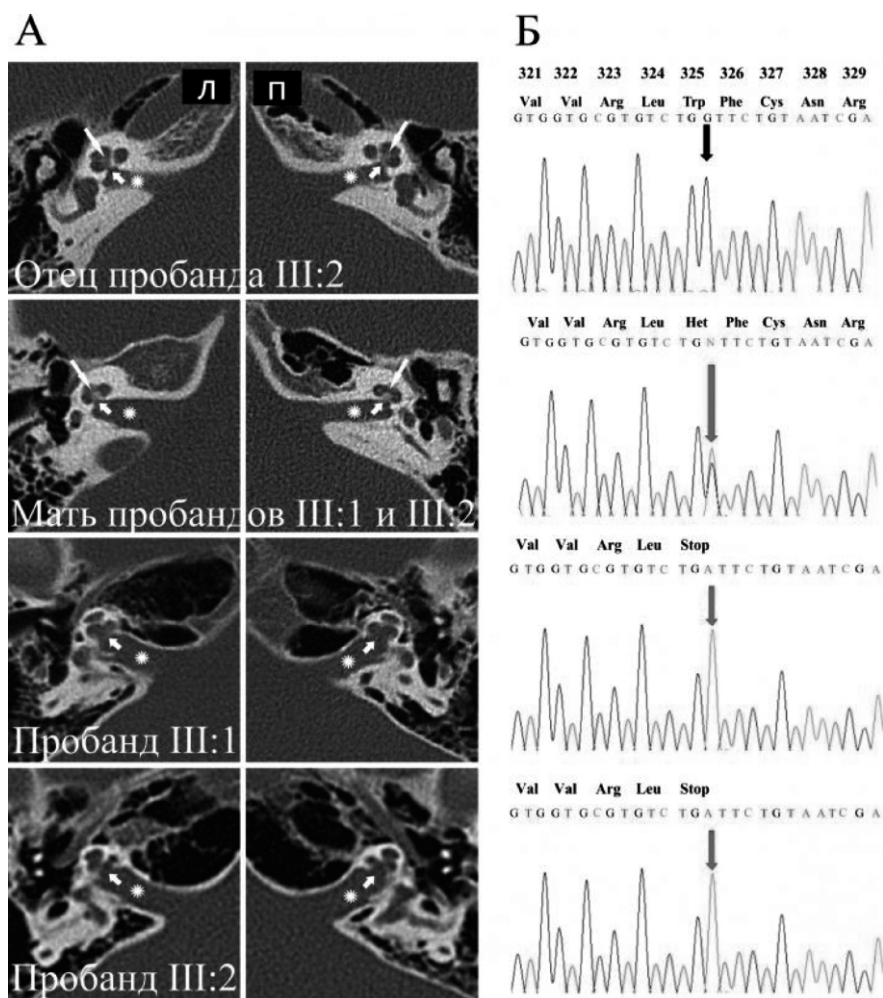 А
Б
Л
П
Отец пробанда III:2
Мать пробандов III:1 и III:2
Пробанд III:1
Пробанд III:2
321 322 323 324 325 326 327 328 329
Val Val Arg Leu Trp Phe Cys Asn Arg
GTGGTGCGTGTCTGGTTCTGTAATCGA
Val Val Arg Leu Het Phe Cys Asn Arg
GTGGTGCGTGTCTGNTTCTGTAATCGA
Val Val Arg Leu Stop
GTGGTGCGTGTCTGATTCTGTAATCGA
Val Val Arg Leu Stop
GTGGTGCGTGTCTGATTCTGTAATCGA